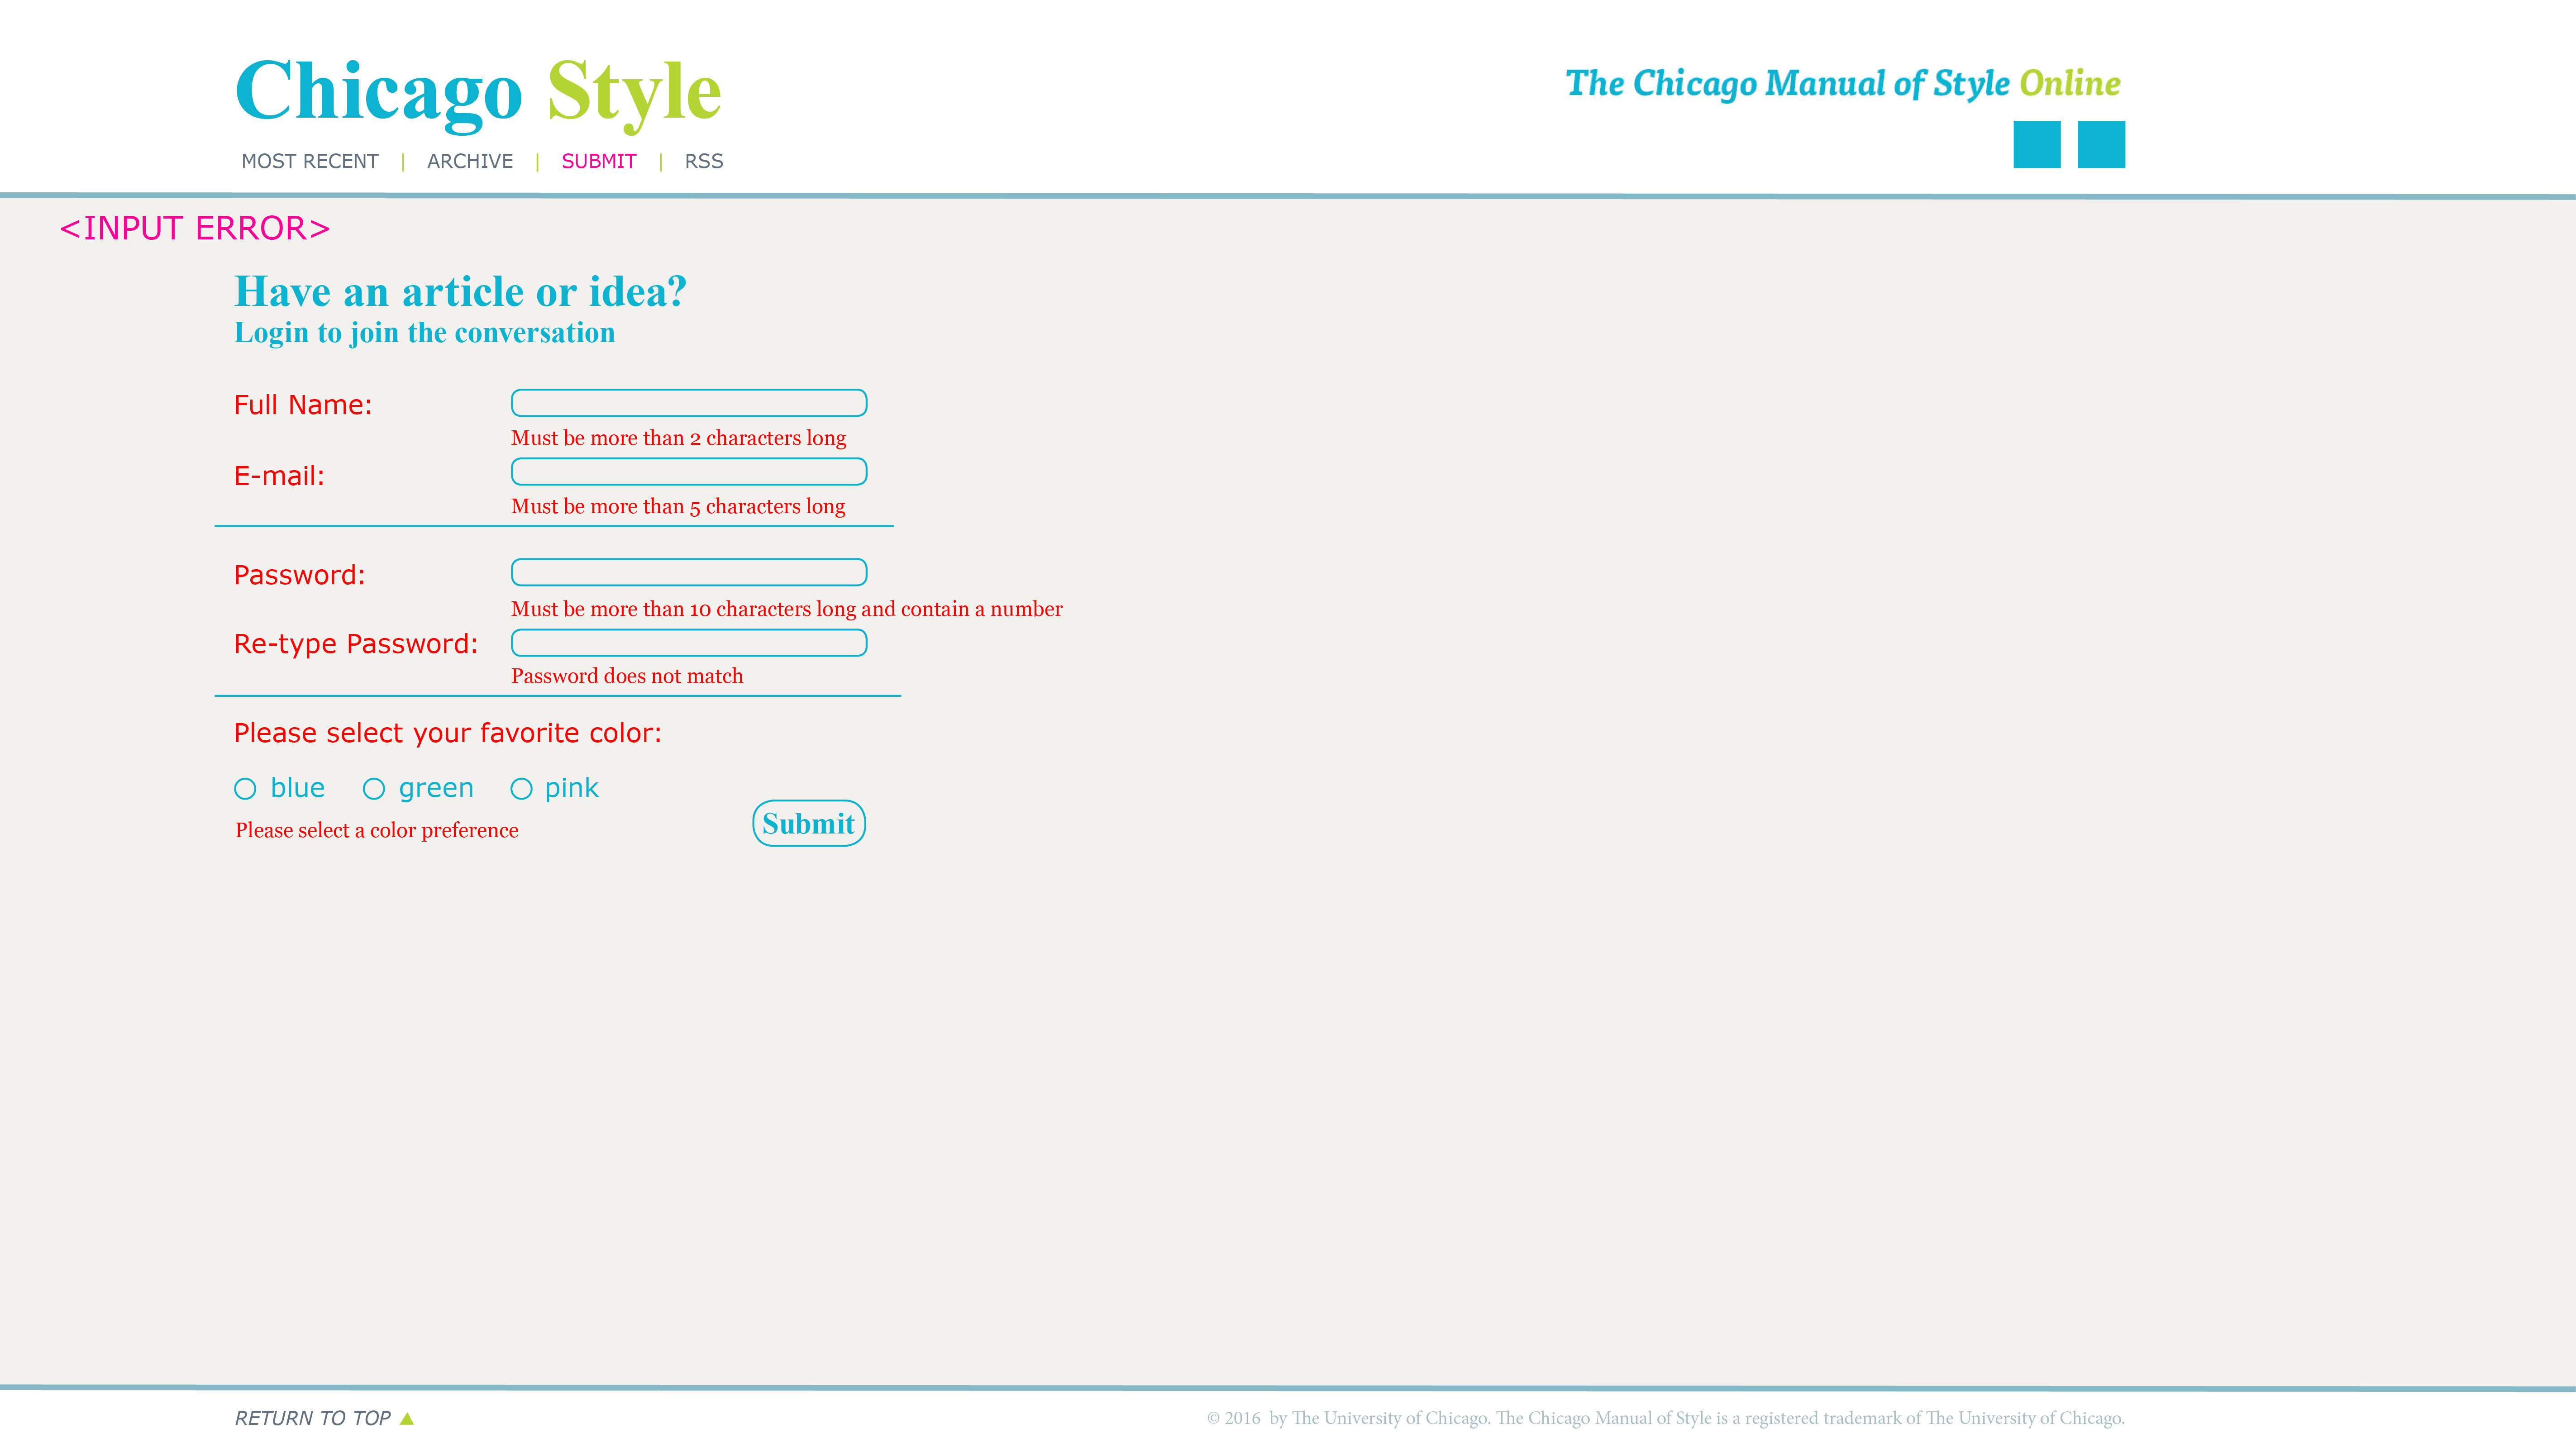 Chicago Style
The Chicago Manual of Style Online
MOST RECENT | ARCHIVE | SUBMIT | RSS
<INPUT ERROR>
Have an article or idea?
Login to join the conversation
Full Name:
Must be more than 2 characters long
E-mail:
Must be more than 5 characters long
Password:
Must be more than 10 characters long and contain a number
Re-type Password:
Password does not match
Please select your favorite color:
blue green pink
Please select a color preference
Submit
RETURN TO TOP ▲
© 2016 by The University of Chicago. The Chicago Manual of Style is a registered trademark of The University of Chicago.